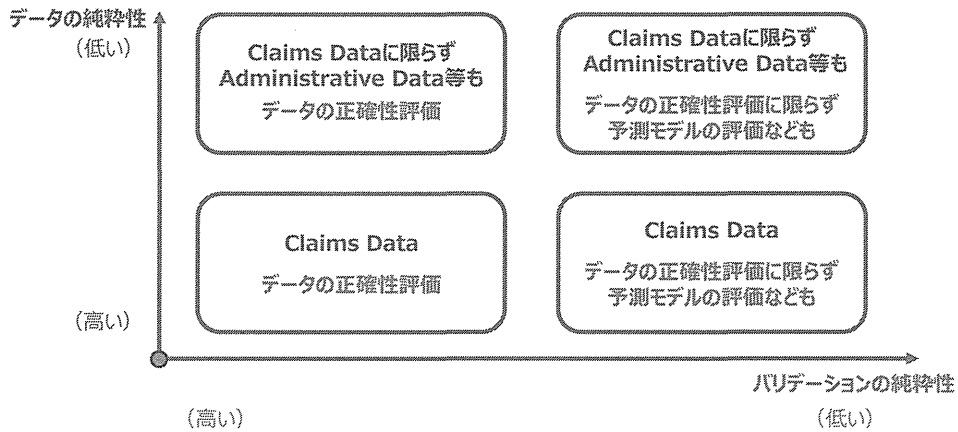 データの純粋性
（低い）
Claims Dataに限らず
Administrative Data等も
データの正確性評価
Claims Dataに限らず
Administrative Data等も
データの正確性評価に限らず
予測モデルの評価なども
Claims Data
データの正確性評価
Claims Data
データの正確性評価に限らず
予測モデルの評価なども
（高い）
バリデーションの純粋性
（高い）
（低い）